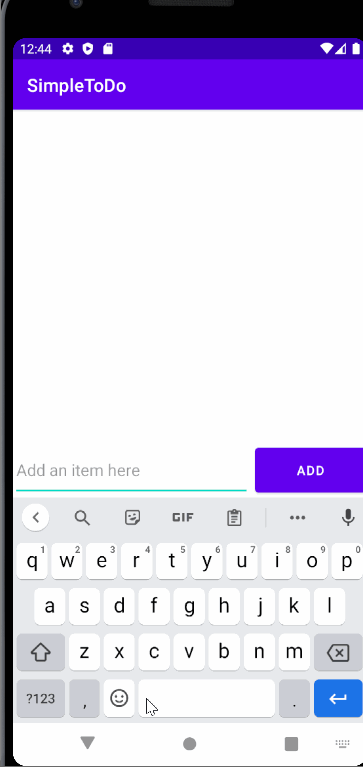 12:44
SimpleToDo
Add an item here
ADD
GIF
q1 w2 e3 r4 t5 y6 u7 i8 o9 p0
a s d f g h j k l
z x c v b n m
?123 , .